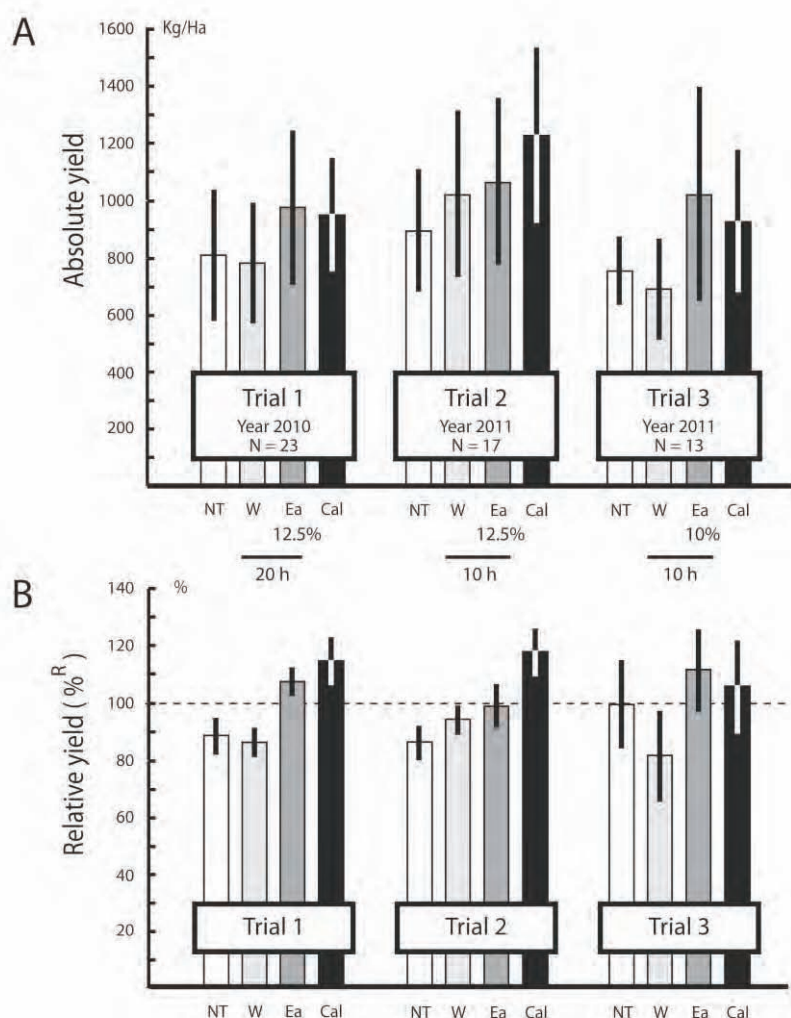 A
Kg/Ha
Absolute yield
1600
1400
1200
1000
800
600
400
200
Trial 1
Year 2010
N = 23
Trial 2
Year 2011
N = 17
Trial 3
Year 2011
N = 13
NT W Ea Cal NT W Ea Cal NT W Ea Cal
12.5% 12.5% 10%
20 h 10 h 10 h
B
%
Relative yield (%R)
140
120
100
80
60
40
20
Trial 1 Trial 2 Trial 3
NT W Ea Cal NT W Ea Cal NT W Ea Cal